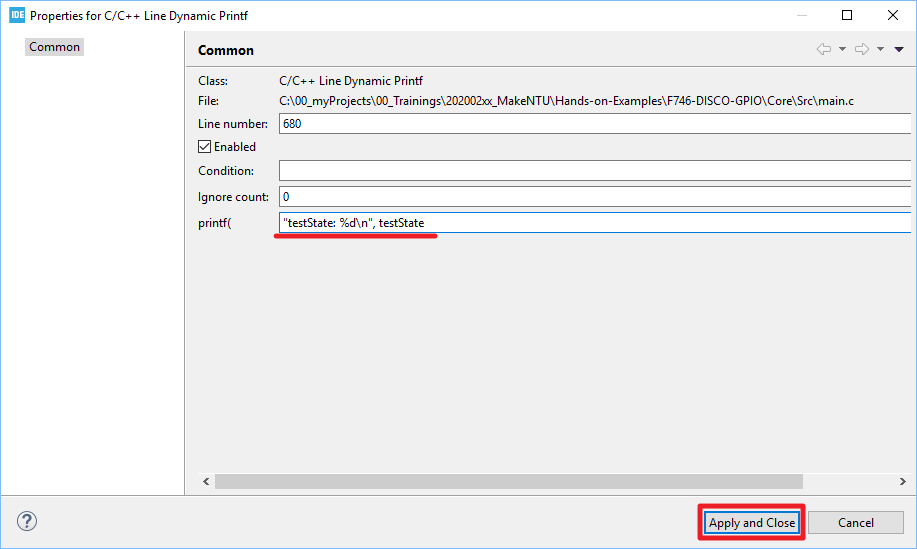 IDE Properties for C/C++ Line Dynamic Printf
Common
Common
Class: C/C++ Line Dynamic Printf
File: C:\00_myProjects\00_Trainings\202002xx_MakeNTU\Hands-on-Examples\F746-DISCO-GPIO\Core\Src\main.c
Line number: 680
Enabled
Condition:
Ignore count: 0
printf( "testState: %d\n", testState
? Apply and Close Cancel